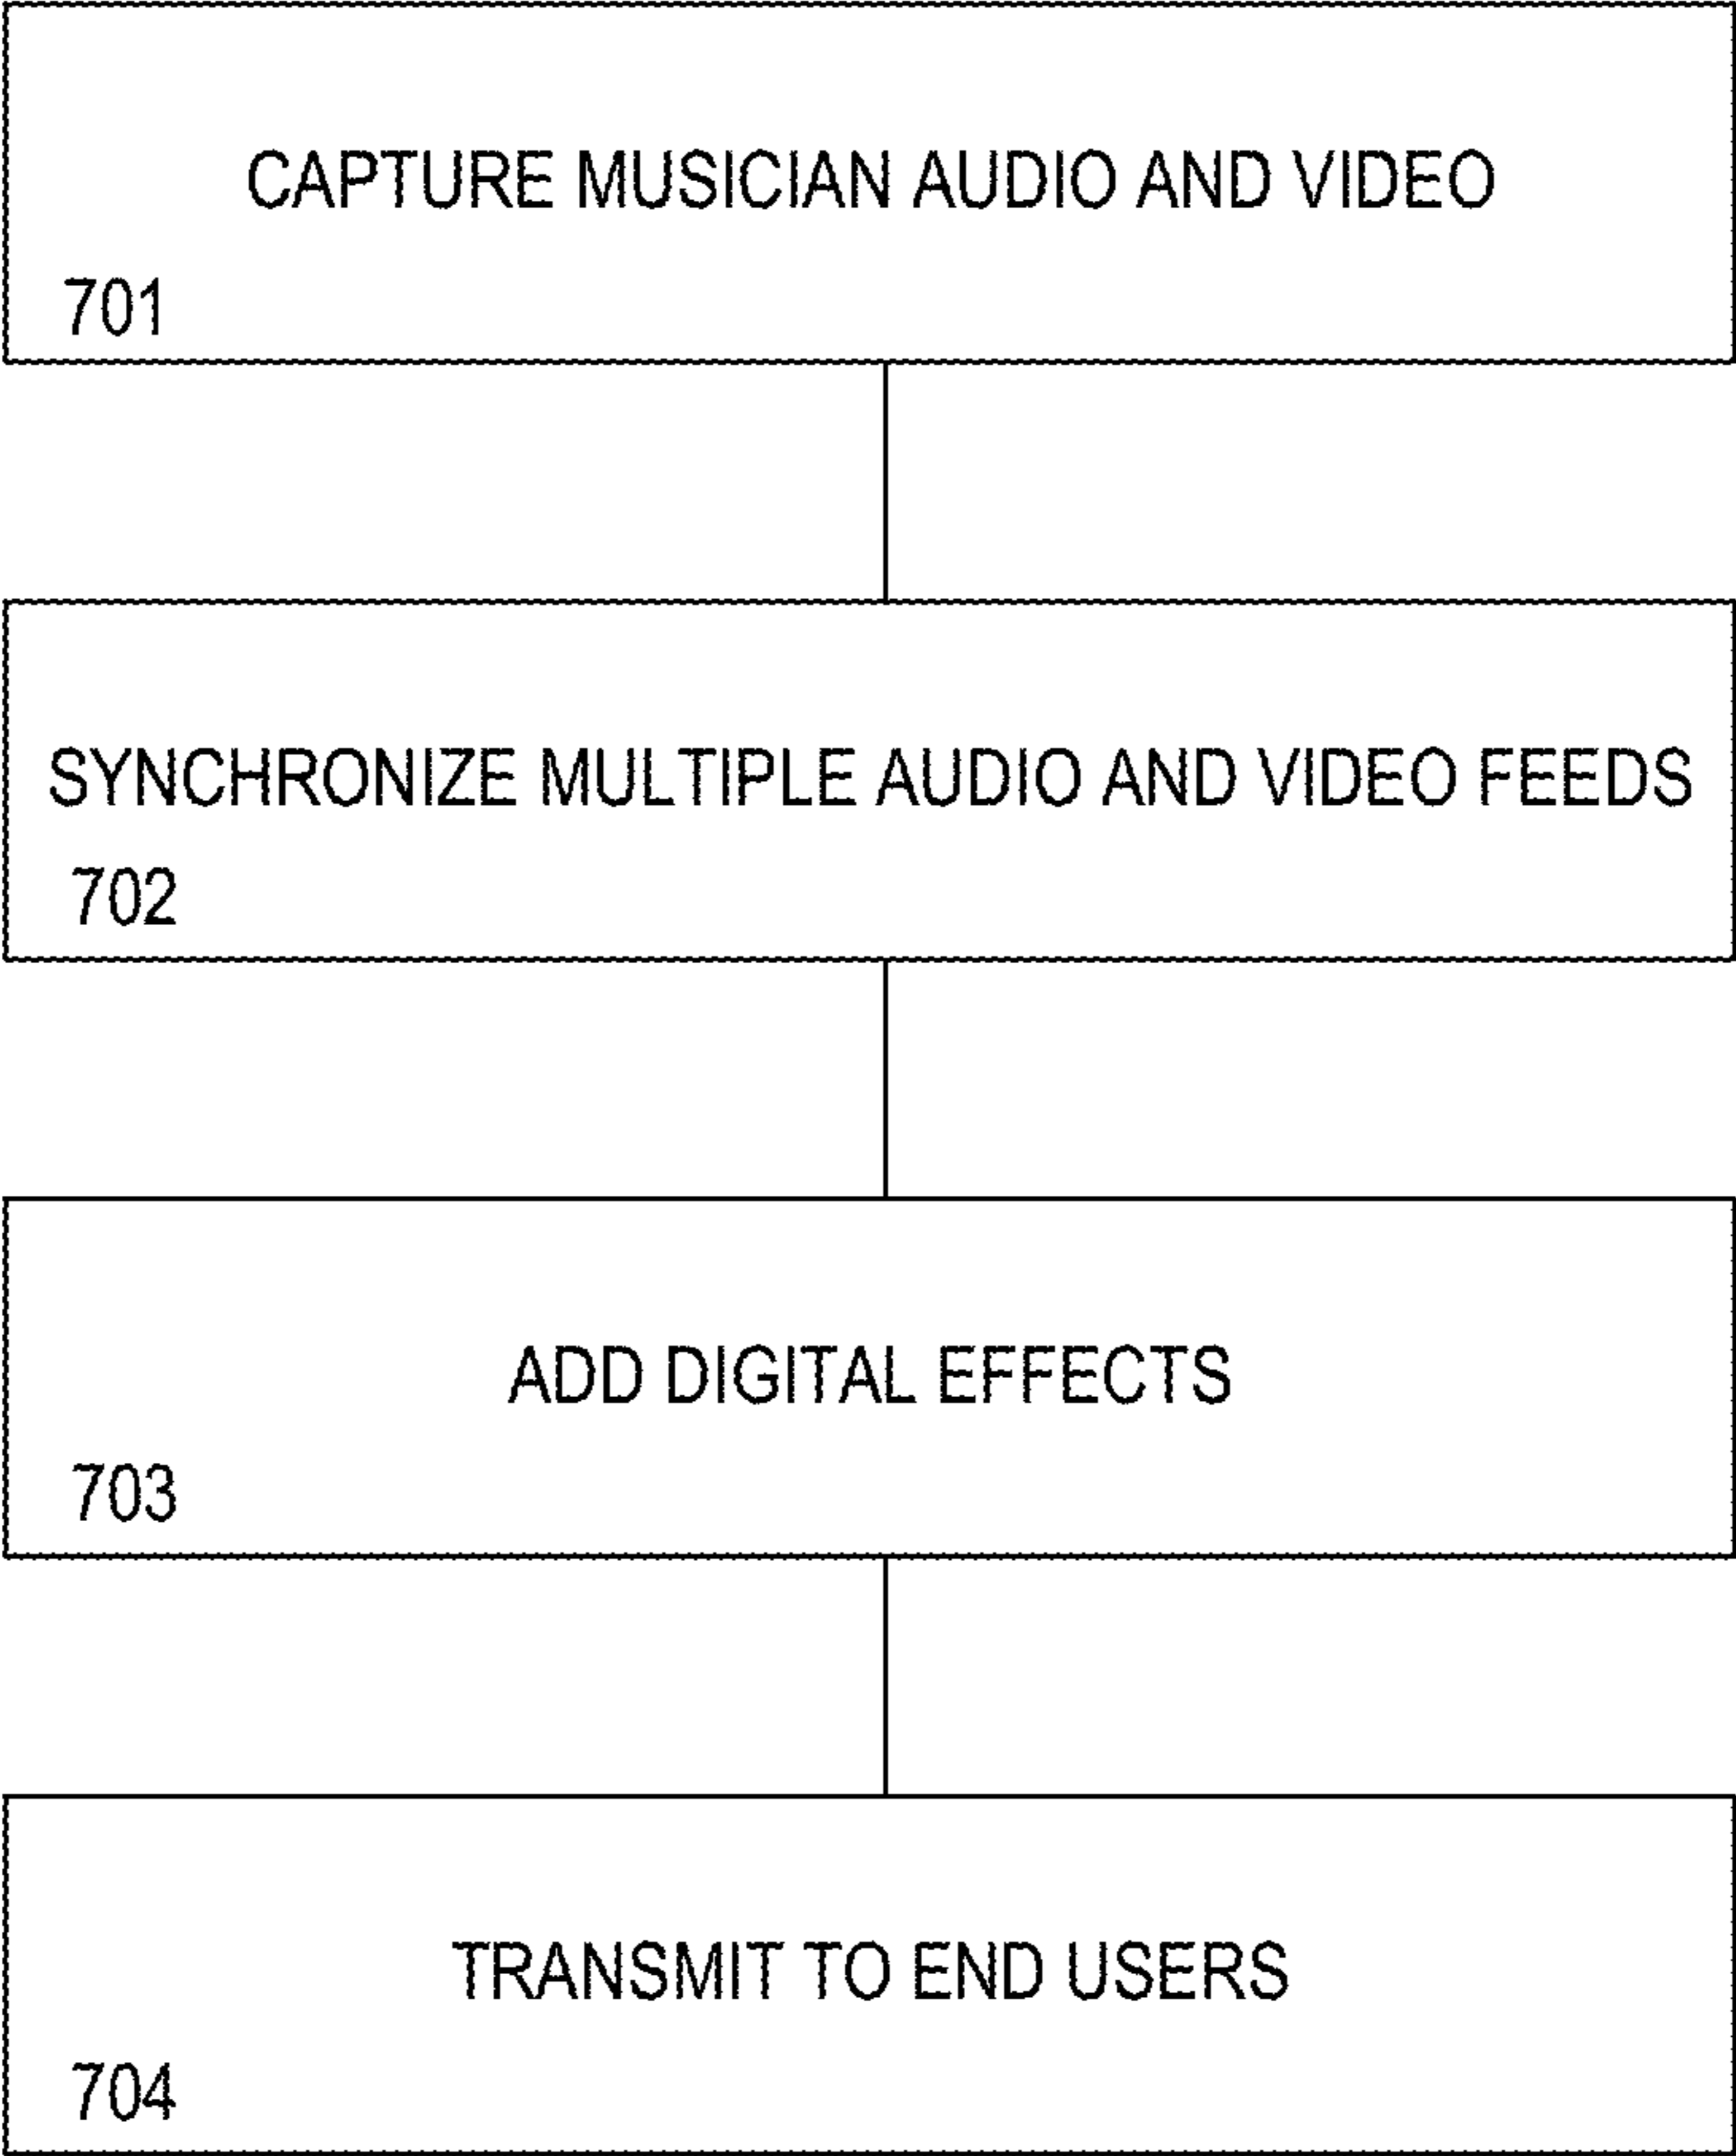 CAPTURE MUSICIAN AUDIO AND VIDEO
701
SYNCHRONIZE MULTIPLE AUDIO AND VIDEO FEEDS
702
ADD DIGITAL EFFECTS
703
TRANSMIT TO END USERS
704